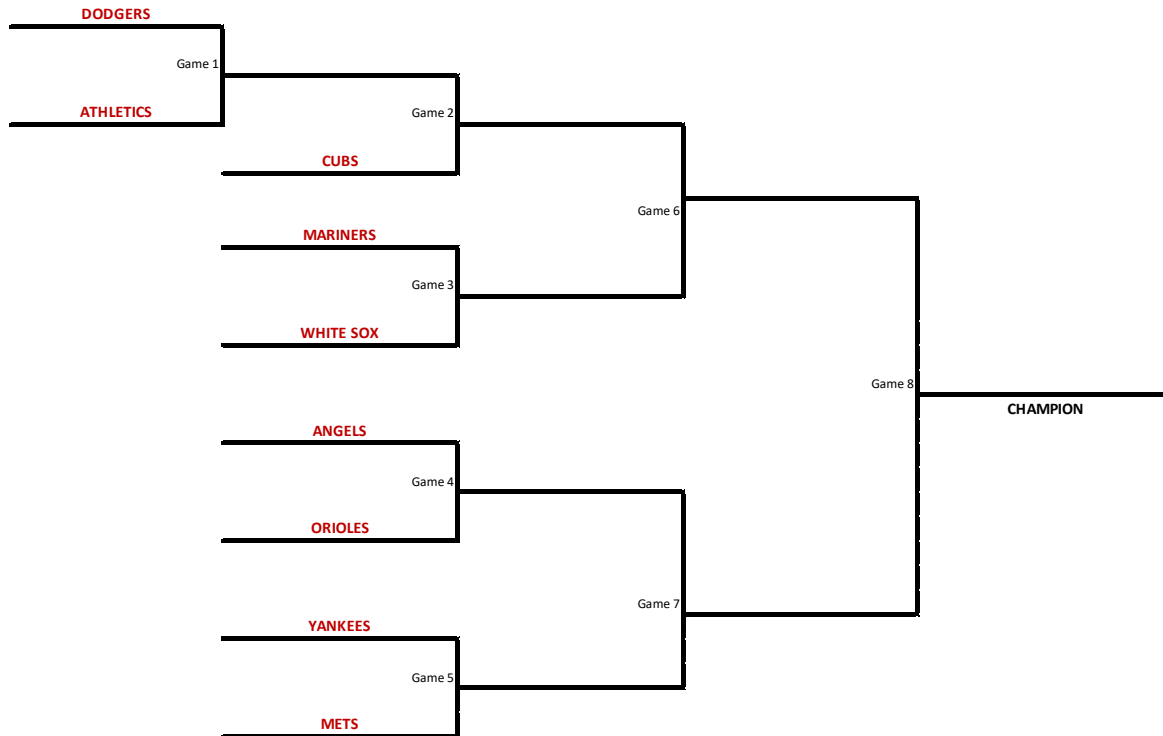 DODGERS
Game 1
ATHLETICS
Game 2
CUBS
Game 6
MARINERS
Game 3
WHITE SOX
Game 8
CHAMPION
ANGELS
Game 4
ORIOLES
Game 7
YANKEES
Game 5
METS